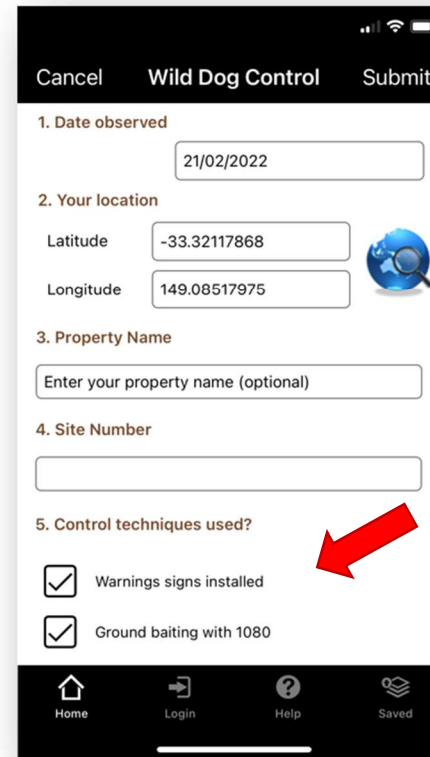 Cancel Wild Dog Control Submit
1. Date observed
21/02/2022
2. Your location
Latitude -33.32117868
Longitude 149.08517975
3. Property Name
Enter your property name (optional)
4. Site Number
5. Control techniques used?
Warnings signs installed
Ground baiting with 1080
Home Login Help Saved